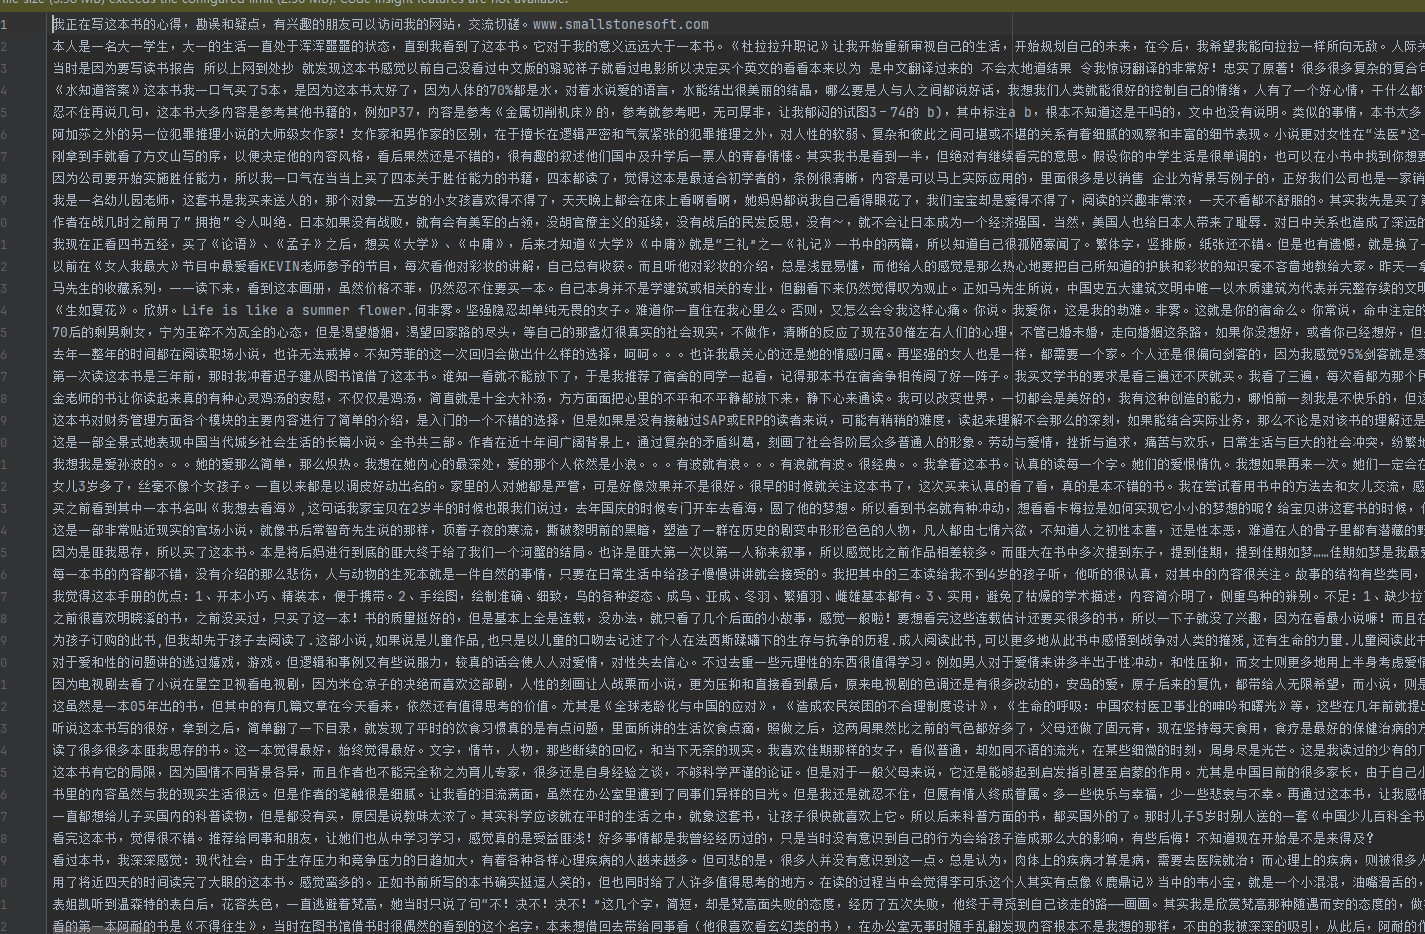 我正在写这本书的心得，勘误和疑点，有兴趣的朋友可以访问我的网站，交流切磋。www.smallstonesoft.com
本人是一名大一学生，大一的生活一直处于浑浑噩噩的状态，直到我看到了这本书。它对于我的意义远远大于一本书。《杜拉拉升职记》让我开始重新审视自己的生活，开始规划自己的未来，在今后，我希望我能向拉拉一样所向无敌。人际关
当时是因为要写读书报告 所以上网到处抄 就发现这本书感觉以前自己没看过中文版的骆驼祥子就看过电影所以决定买个英文的看看本来以为 是中文翻译过来的 不会太地道结果 令我惊讶翻译的非常好! 忠实了原著! 很多很多复杂的复合句
《水知道答案》这本书我一口气买了5本，是因为这本书太好了，因为人体的70%都是水，对着水说爱的语言，水能结出很美丽的结晶，哪么要是人与人之间都说好话，我想我们人类就能很好的控制自己的情绪，人有了一个好心情，干什么都
忍不住再说几句，这本书大多内容是参考其他书籍的，例如P37，内容是参考《金属切削机床》的，参考就参考吧，无可厚非，让我郁闷的试图3－74的 b)，其中标注a b，根本不知道这是干吗的，文中也没有说明。类似的事情，本书太多
阿加莎之外的另一位犯罪推理小说的大师级女作家! 女作家和男作家的区别，在于擅长在逻辑严密和气氛紧张的犯罪推理之外，对人性的软弱、复杂和彼此之间可堪或不堪的关系有着细腻的观察和丰富的细节表现。小说更对女性在“法医”这一
刚拿到手就看了方文山写的序，以便决定他的内容风格，看后果然还是不错的，很有趣的叙述他们国中及升学后一票人的青春情愫。其实我书是看到一半，但绝对有继续看完的意思。假设你的中学生活是很单调的，也可以在小书中找到你想要
因为公司要开始实施胜任能力，所以我一口气在当当上买了四本关于胜任能力的书籍，四本都读了，觉得这本是最适合初学者的，条例很清晰，内容是可以马上实际应用的，里面很多是以销售 企业为背景写例子的，正好我们公司也是一家销
我是一名幼儿园老师，这套书是我买来送人的，那个对象——五岁的小女孩喜欢得不得了，天天晚上都会在床上看啊看啊，她妈妈都说我自己看得眼花了，我们宝宝却是爱得不得了，阅读的兴趣非常浓，一天不看都不舒服的。其实我先是买了第
作者在战几时之前用了”拥抱”令人叫绝．日本如果没有战败，就有会有美军的占领，没胡官僚主义的延续，没有战后的民发反思，没有～，就不会让日本成为一个经济强国．当然，美国人也给日本人带来了耻辱．对日中关系也造成了深远的
我现在正看四书五经，买了《论语》、《孟子》之后，想买《大学》、《中庸》，后来才知道《大学》《中庸》就是“三礼”之一《礼记》一书中的两篇，所以知道自己很孤陋寡闻了。繁体字，竖排版，纸张还不错。但是也有遗憾，就是搞了一
以前在《女人我最大》节目中最爱看KEVIN老师参予的节目，每次看他对彩妆的讲解，自己总有收获。而且听他对彩妆的介绍，总是浅显易懂，而他给人的感觉是那么热心地要把自己所知道的护肤和彩妆的知识毫不吝啬地教给大家。昨天一拿
马先生的收藏系列，一一读下来，看到这本画册，虽然价格不菲，仍然忍不住要买一本。自己本身并不是学建筑或相关的专业，但翻看下来仍然觉得叹为观止。正如马先生所说，中国史五大建筑文明中唯一以木质建筑为代表并完整存续的文明
《生如夏花》。欣妍。Life is like a summer flower.何非雾。坚强隐忍却单纯无畏的女子。难道你一直住在我心里么。否则，又怎么会令我这样心痛。你说。我爱你，这是我的劫难。非雾。这就是你的宿命么。你常说，命中注定的
70后的剩男剩女，宁为玉碎不为瓦全的心态，但是渴望婚姻，渴望回家路的尽头，等自己的那盏灯很真实的社会现实，不做作，清晰的反应了现在30催左右人们的心理，不管已婚未婚，走向婚姻这条路，如果你没想好，或者你已经想好，但
去年一整年的时间都在阅读职场小说，也许无法戒掉。不知芳菲的这一次回归会做出什么样的选择，呵呵。。。也许我最关心的还是她的情感归属。再坚强的女人也是一样，都需要一个家。个人还是很偏向剑客的，因为我感觉95%剑客就是凌
第一次读这本书是三年前，那时我冲着迟子建从图书馆借了这本书。谁知一看就不能放下了，于是我推荐了宿舍的同学一起看，记得那本书在宿舍争相传阅了好一阵子。我买文学书的要求是看三遍还不厌就买。我看了三遍，每次看都为那个民
金老师的书让你读起来真的有种心灵鸡汤的安慰，不仅仅是鸡汤，简直就是十全大补汤，方方面面把心里的不平和不平静都放下来，静下心来通读。我可以改变世界，一切都会是美好的，我有这种创造的能力，哪怕前一刻我是不快乐的，但这
这本书对财务管理方面各个模块的主要内容进行了简单的介绍，是入门的一个不错的选择，但是如果是没有接触过SAP或ERP的读者来说，可能有稍稍的难度，读起来理解不会那么的深刻，如果能结合实际业务，那么不论是对该书的理解还是
这是一部全景式地表现中国当代城乡社会生活的长篇小说。全书共三部。作者在近十年间广阔背景上，通过复杂的矛盾纠葛，刻画了社会各阶层众多普通人的形象。劳动与爱情，挫折与追求，痛苦与欢乐，日常生活与巨大的社会冲突，纷繁地
我想我是爱孙波的。。。她的爱那么简单，那么炽热。我想在她内心的最深处，爱的那个人依然是小浪。。。有波就有浪。。。有浪就有波。很经典。。我拿着这本书。认真的读每一个字。她们的爱恨情仇。我想如果再来一次。她们一定会在
女儿3岁多了，丝毫不像个女孩子。一直以来都是以调皮好动出名的。家里的人对她都是严管，可是好像效果并不是很好。很早的时候就关注这本书了，这次买来认真的看了看，真的是本不错的书。我在尝试着用书中的方法去和女儿交流，感
买之前看到其中一本书名叫《我想去看海》,这句话我家宝贝在2岁半的时候也跟我们说过，去年国庆的时候专门开车去看海，圆了他的梦想。所以看到书名就有种冲动，想看看卡梅拉是如何实现它小小的梦想的呢? 给宝贝讲这套书的时候，他
这是一部非常贴近现实的官场小说，就像书后常智奇先生说的那样，顶着子夜的寒流，撕破黎明前的黑暗，塑造了一群在历史的剧变中形形色色的人物，凡人都由七情六欲，不知道人之初性本善，还是性本恶，难道在人的骨子里都有潜藏的野
因为是匪我思存，所以买了这本书。本是将后妈进行到底的匪大终于给了我们一个河蟹的结局。也许是匪大第一次以第一人称来叙事，所以感觉比之前作品相差较多。而匪大在书中多次提到东子，提到佳期，提到佳期如梦……佳期如梦是我最爱
每一本书的内容都不错，没有介绍的那么悲伤，人与动物的生死本就是一件自然的事情，只要在日常生活中给孩子慢慢讲讲就会接受的。我把其中的三本读给我不到4岁的孩子听，他听的很认真，对其中的内容很关注。故事的结构有些类同，
我觉得这本手册的优点: 1、开本小巧、精装本，便于携带。2、手绘图，绘制准确、细致，鸟的各种姿态、成鸟、亚成、冬羽、繁殖羽、雌雄基本都有。3、实用，避免了枯燥的学术描述，内容简介明了，侧重鸟种的辨别。不足: 1、缺少拉
之前很喜欢明晓溪的书，之前没买过，只买了这一本! 书的质量挺好的，但是基本上全是连载，没办法，就只看了几个后面的小故事，感觉一般啦! 要想看完这些连载估计还要买很多的书，所以一下子就没了兴趣，因为在看最小说嘛! 而且在
为孩子订购的此书,但我却先于孩子去阅读了.这部小说,如果说是儿童作品,也只是以儿童的口吻去记述了个人在法西斯蹂躏下的生存与抗争的历程.成人阅读此书,可以更多地从此书中感悟到战争对人类的摧残,还有生命的力量.儿童阅读此书
对于爱和性的问题讲的逃过嬉戏，游戏。但逻辑和事例又有些说服力，较真的话会使人人对爱情，对性失去信心。不过去重一些元理性的东西很值得学习。例如男人对于爱情来讲多半出于性冲动，和性压抑，而女士则更多地用上半身考虑爱情
因为电视剧去看了小说在星空卫视看电视剧，因为米仓凉子的决绝而喜欢这部剧，人性的刻画让人战栗而小说，更为压抑和直接看到最后，原来电视剧的色调还是有很多改动的，安岛的爱，原子后来的复仇，都带给人无限希望，而小说，则是
这虽然是一本05年出的书，但其中的有几篇文章在今天看来，依然还有值得思考的价值。尤其是《全球老龄化与中国的应对》，《造成农民贫困的不合理制度设计》，《生命的呼吸: 中国农村医卫事业的呻吟和曙光》等，这些在几年前就提出
听说这本书写的很好，拿到之后，简单翻了一下目录，就发现了平时的饮食习惯真的是有点问题，里面所讲的生活饮食点滴，照做之后，这两周果然比之前的气色都好多了，父母还做了固元膏，现在坚持每天食用，食疗是最好的保健治病的方
读了很多很多本匪我思存的书。这一本觉得最好，始终觉得最好。文字，情节，人物，那些断续的回忆，和当下无奈的现实。我喜欢佳期那样的女子，看似普通，却如同不语的流光，在某些细微的时刻，周身尽是光芒。这是我读过的少有的几
这本书有它的局限，因为国情不同背景各异，而且作者也不能完全称之为育儿专家，很多还是自身经验之谈，不够科学严谨的论证。但是对于一般父母来说，它还是能够起到启发指引甚至启蒙的作用。尤其是中国目前的很多家长，由于自己小
书里的内容虽然与我的现实生活很远。但是作者的笔触很是细腻。让我看的泪流满面，虽然在办公室里遭到了同事们异样的目光。但是我还是就忍不住，但愿有情人终成眷属。多一些快乐与幸福，少一些悲哀与不幸。再通过这本书，让我感悟
一直都想给儿子买国内的科普读物，但是都没有买，原因是说教味太浓了。其实科学应该就在平时的生活之中，就象这套书，让孩子很快就喜欢上它。所以后来科普方面的书，都买国外的了。那时儿子5岁时别人送的一套《中国少儿百科全书
看完这本书，觉得很不错。推荐给同事和朋友，让她们也从中学习学习，感觉真的是受益匪浅! 好多事情都是我曾经经历过的，只是当时没有意识到自己的行为会给孩子造成那么大的影响，有些后悔! 不知道现在开始是不是来得及?
看过本书，我深深感觉: 现代社会，由于生存压力和竞争压力的日趋加大，有着各种各样心理疾病的人越来越多。但可悲的是，很多人并没有意识到这一点。总是认为，肉体上的疾病才算是病，需要去医院就治; 而心理上的疾病，则被很多人
用了将近四天的时间读完了大眼的这本书。感觉蛮多的。正如书前所写的本书确实挺逗人笑的，但也同时给了人许多值得思考的地方。在读的过程当中会觉得李可乐这个人其实有点像《鹿鼎记》当中的韦小宝，就是一个小混混，油嘴滑舌的，
表姐凯听到温森特的表白后，花容失色，一直逃避着梵高，她当时只说了句“不! 决不! 决不! ”这几个字，简短，却是梵高面失败的态度，经历了五次失败，他终于寻觅到自己该走的路——画画。其实我是欣赏梵高那种随遇而安的态度的，做
看的第一本阿耐的书是《不得往生》，当时在图书馆借书时很偶然的看到的这个名字，本来想借回去带给同事看（他很喜欢看玄幻类的书），在办公室无事时随手乱翻发现内容根本不是我想的那样，不由的我被深深的吸引，从此后，阿耐的作